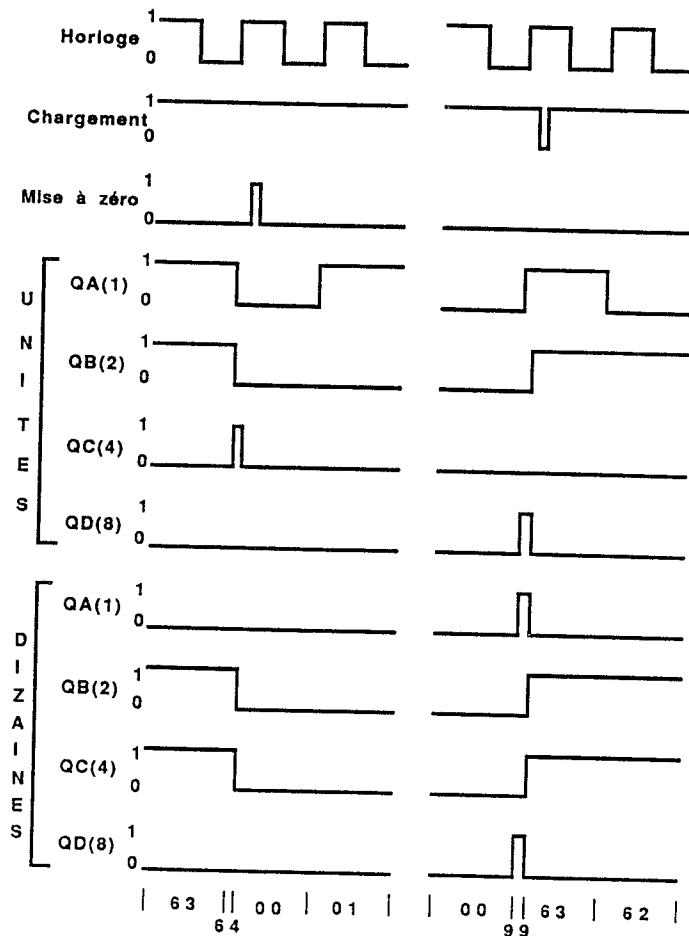 Horloge 1 0
Chargement 1 0
Mise à zéro 1 0
UNITES
QA(1) 1 0
QB(2) 1 0
QC(4) 1 0
QD(8) 1 0
DIZAINES
QA(1) 1 0
QB(2) 1 0
QC(4) 1 0
QD(8) 1 0
63 64 00 01 00 99 63 62